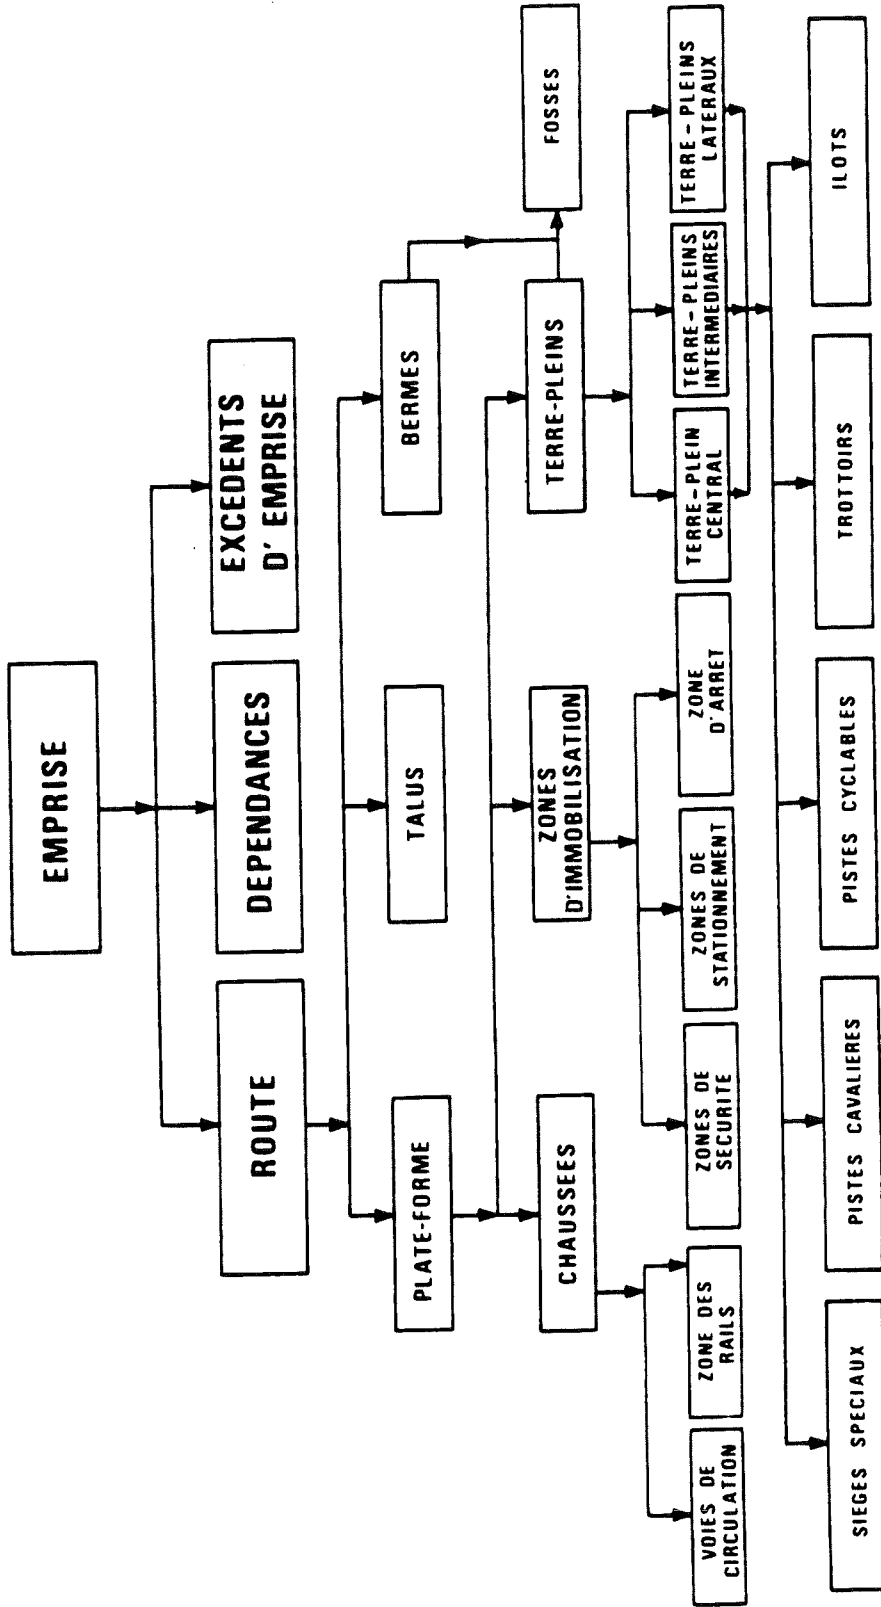 EMPRISE
ROUTE
DEPENDANCES
EXCEDENTS
D' EMPRISE
PLATE-FORME
TALUS
BERMES
CHAUSSEES
ZONES
D'IMMOBILISATION
TERRE-PLEINS
FOSSES
VOIES DE
CIRCULATION
ZONE DES
RAILS
ZONES DE
SECURITE
ZONES DE
STATIONNEMENT
ZONE
D'ARRET
TERRE-PLEIN
CENTRAL
TERRE-PLEINS
INTERMEDIAIRES
TERRE-PLEINS
LATERAUX
SIEGES SPECIAUX
PISTES CAVALIERES
PISTES CYCLABLES
TROTTOIRS
ILOTS